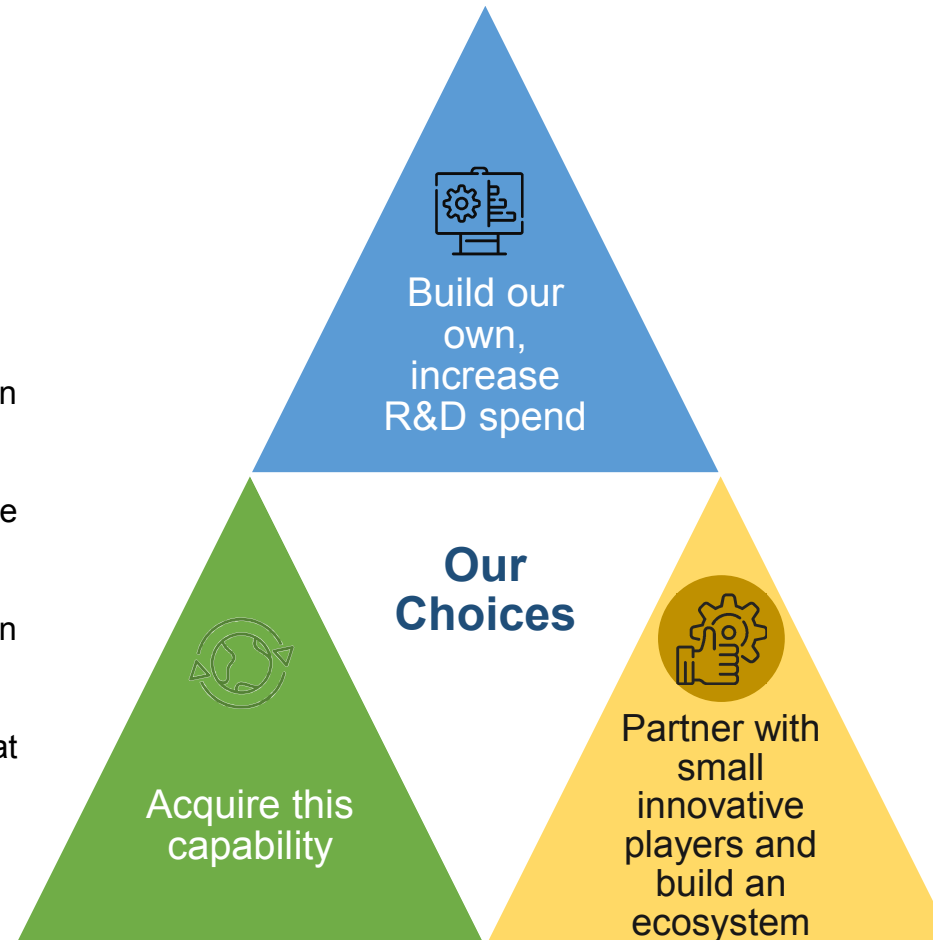 Build our
own,
increase
R&D spend
n
e
n
at
Our
Choices
Acquire this
capability
Partner with
small
innovative
players and
build an
ecosystem